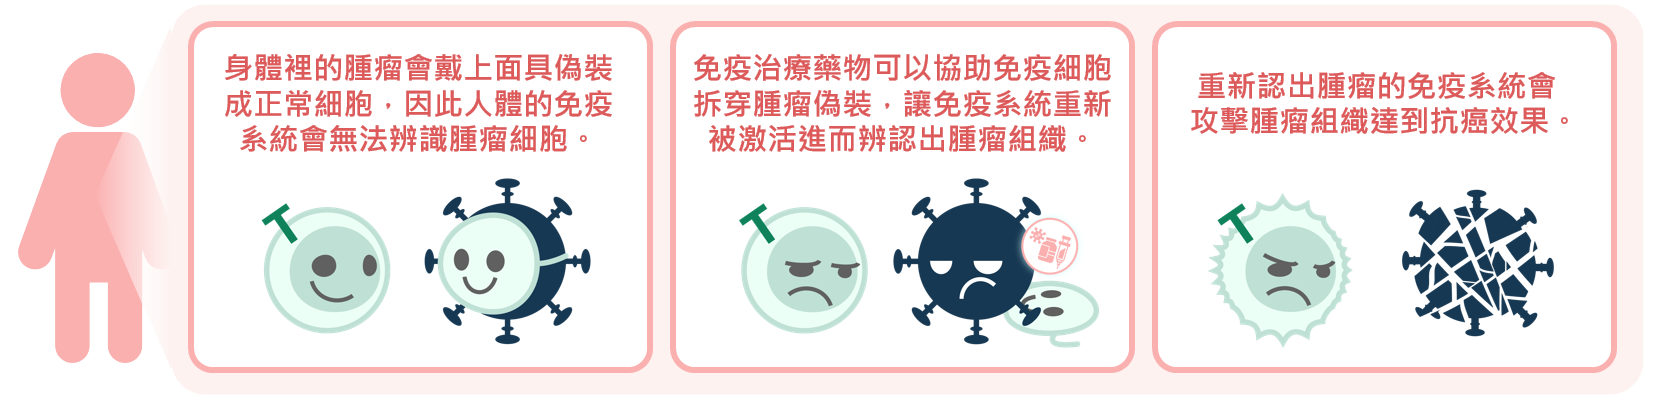 身體裡的腫瘤會戴上面具偽裝
成正常細胞，因此人體的免疫
系統會無法辨識腫瘤細胞。
免疫治療藥物可以協助免疫細胞
拆穿腫瘤偽裝，讓免疫系統重新
被激活進而辨認出腫瘤組織。
重新認出腫瘤的免疫系統會
攻擊腫瘤組織達到抗癌效果。